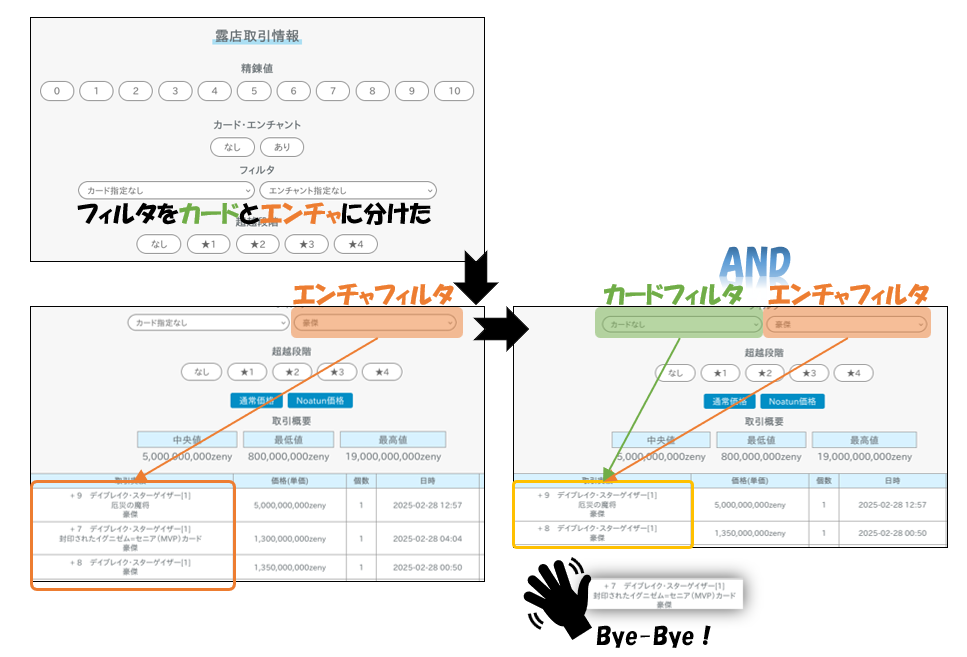 露店取引情報
精錬値
0 1 2 3 4 5 6 7 8 9 10
カード・エンチャント
なし あり
フィルタ
カード指定なし エンチャント指定なし
フィルタをカードとエンチャに分けた
超越段階
なし ★1 ★2 ★3 ★4
エンチャフィルタ
カード指定なし 豪傑
超越段階
なし ★1 ★2 ★3 ★4
通常価格 Noatun価格
取引概要
中央値 最低値 最高値
5,000,000,000zeny 800,000,000zeny 19,000,000,000zeny
価格(単価) 個数 日時
+9 デイブレイク・スターゲイザー[1]
厄災の魔将
豪傑
5,000,000,000zeny 1 2025-02-28 12:57
+7 デイブレイク・スターゲイザー[1]
封印されたイグニゼム=セニア(MVP)カード
豪傑
1,300,000,000zeny 1 2025-02-28 04:04
+8 デイブレイク・スターゲイザー[1]
豪傑
1,350,000,000zeny 1 2025-02-28 00:50
AND
カードフィルタ エンチャフィルタ
カードなし 豪傑
超越段階
なし ★1 ★2 ★3 ★4
通常価格 Noatun価格
取引概要
中央値 最低値 最高値
5,000,000,000zeny 800,000,000zeny 19,000,000,000zeny
価格(単価) 個数 日時
+9 デイブレイク・スターゲイザー[1]
厄災の魔将
豪傑
5,000,000,000zeny 1 2025-02-28 12:57
+8 デイブレイク・スターゲイザー[1]
豪傑
1,350,000,000zeny 1 2025-02-28 00:50
+7 デイブレイク・スターゲイザー[1]
封印されたイグニゼム=セニア(MVP)カード
豪傑
Bye-Bye!